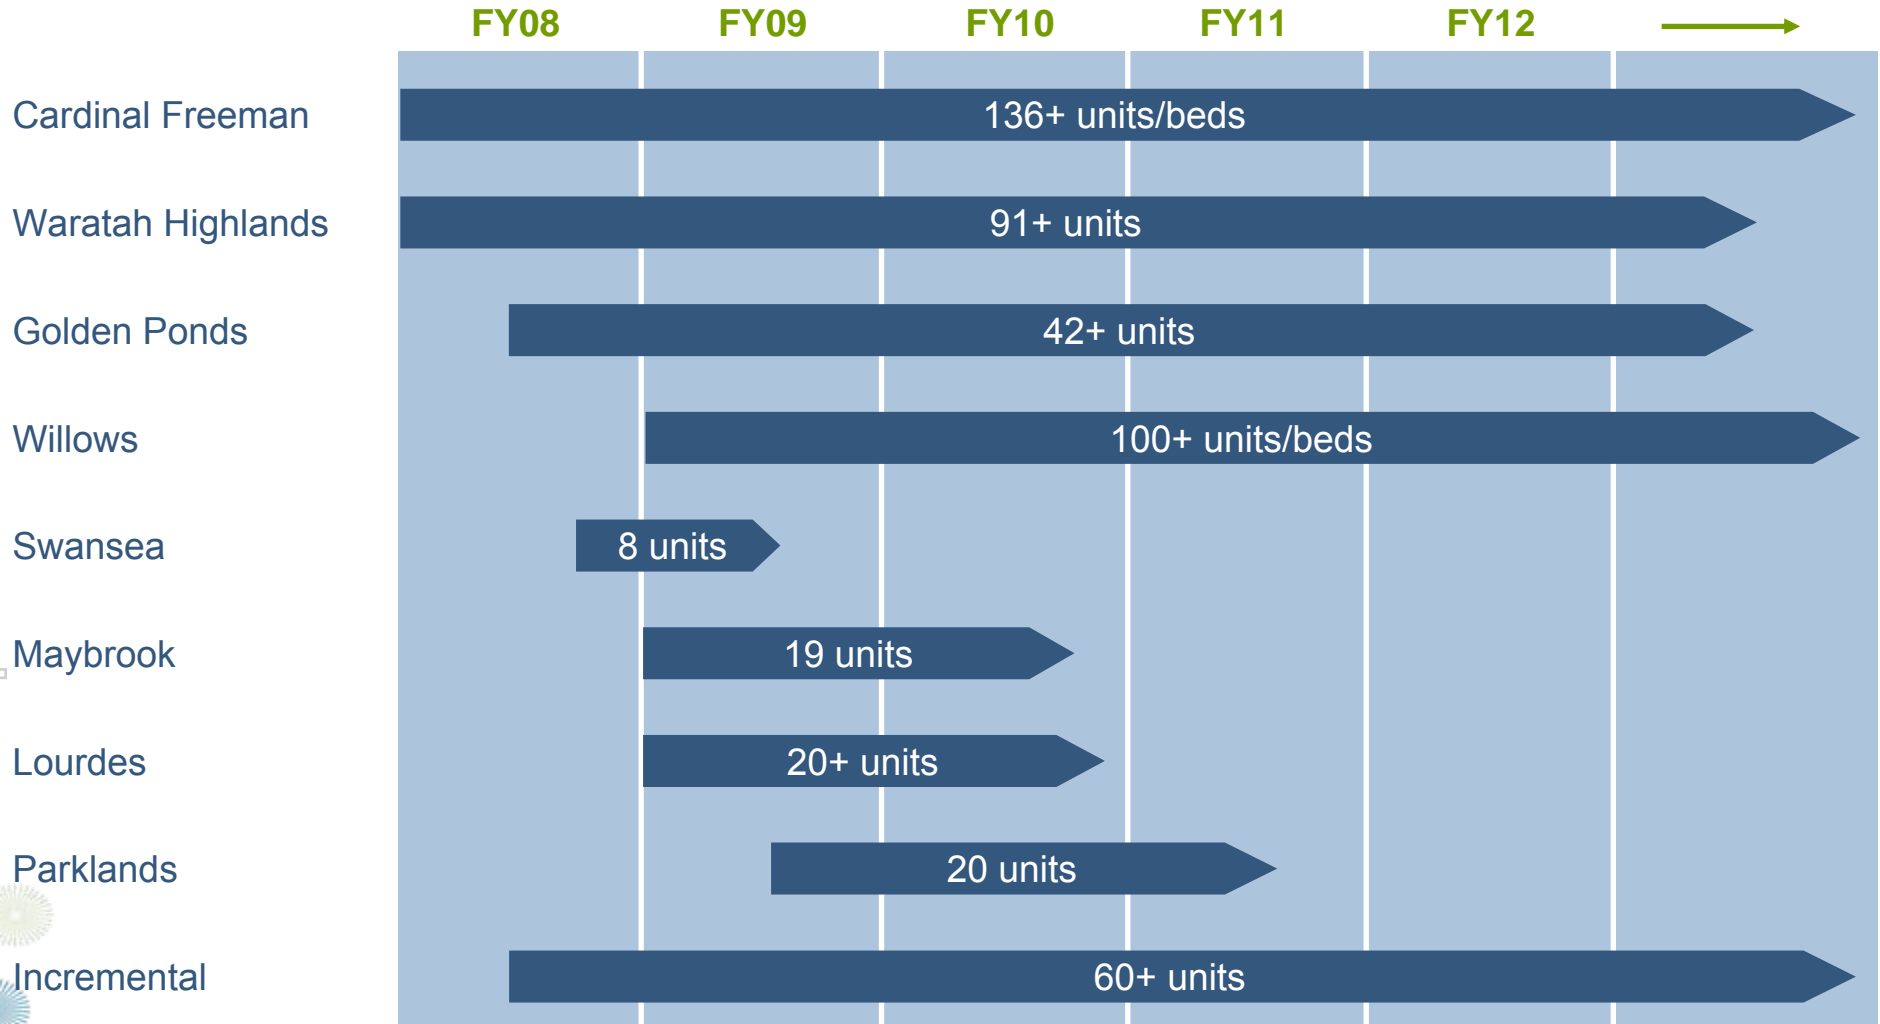 FY08 FY09 FY10 FY11 FY12
Cardinal Freeman 136+ units/beds
Waratah Highlands 91+ units
Golden Ponds 42+ units
Willows 100+ units/beds
Swansea 8 units
Maybrook 19 units
Lourdes 20+ units
Parklands 20 units
Incremental 60+ units